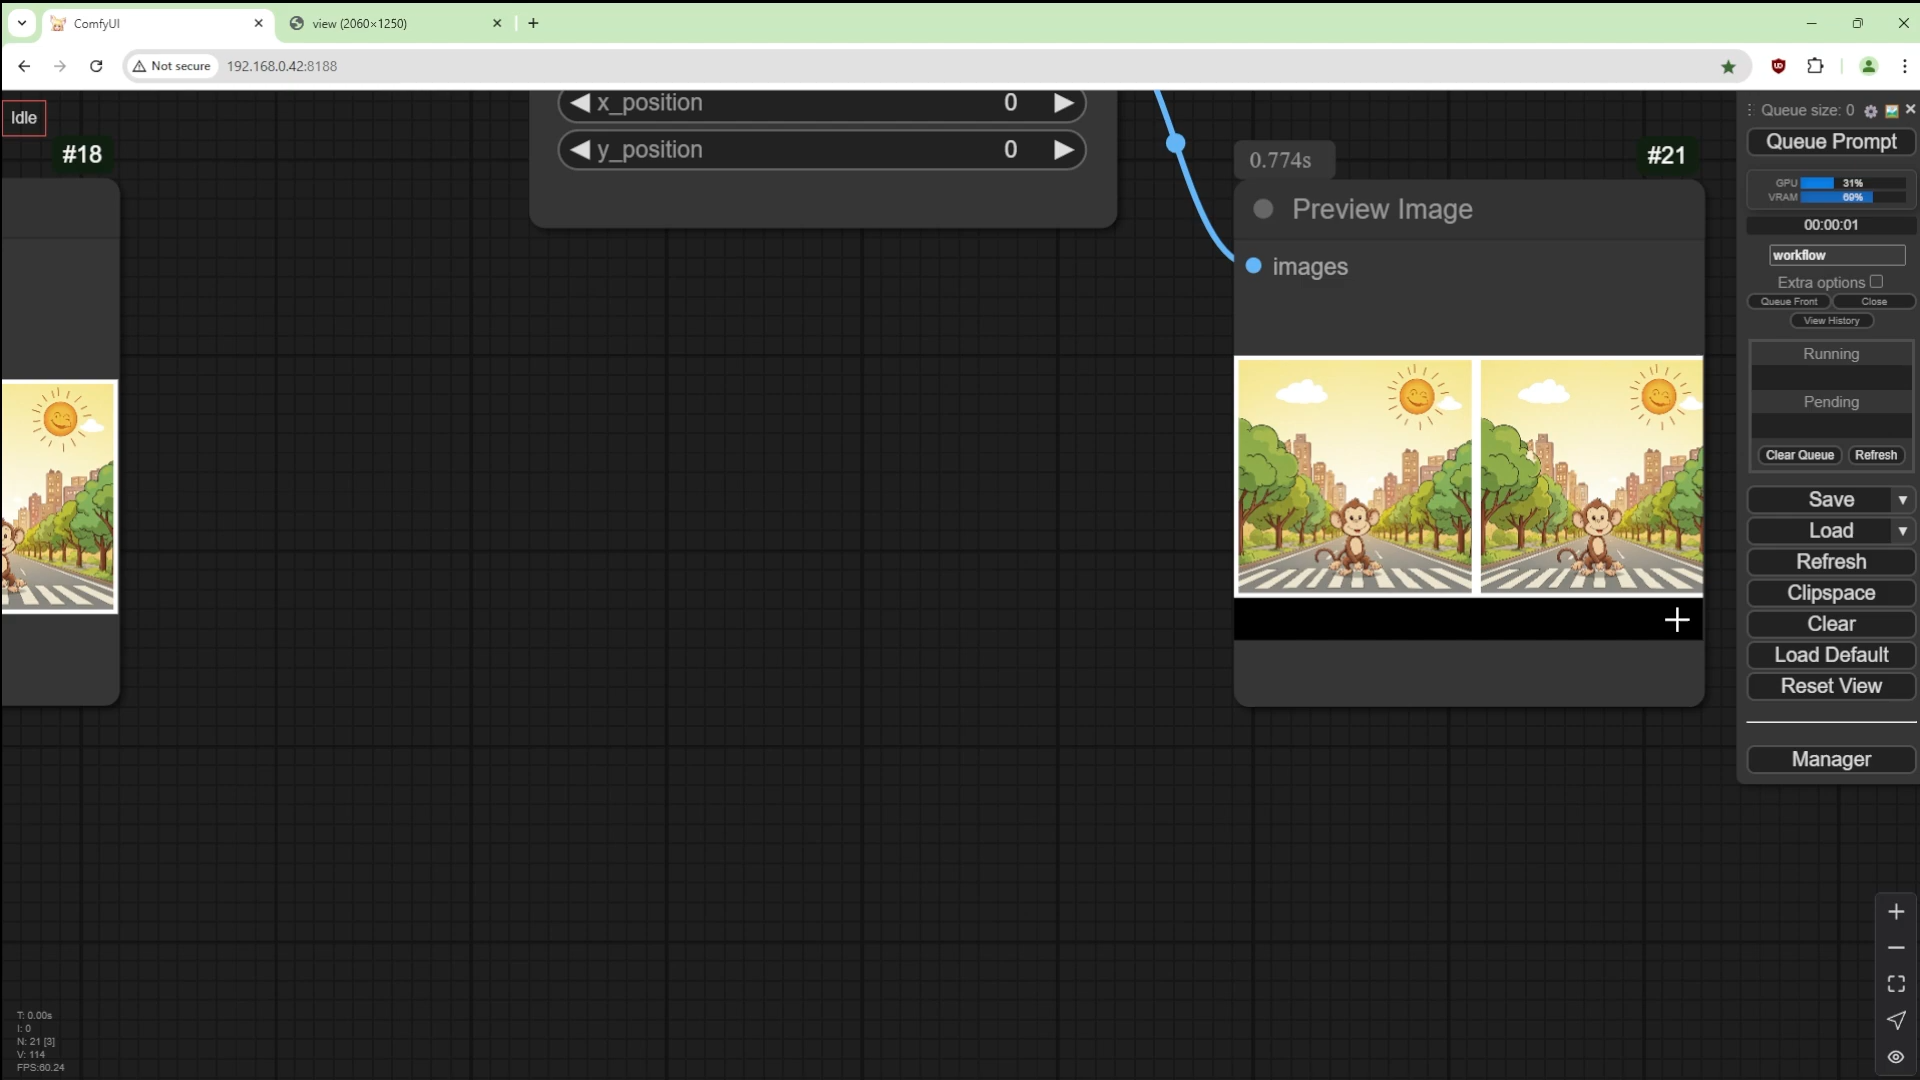 ComfyUI
view (2060×1250)
Not secure
192.168.0.42:8188
Idle
#18
x_position 0
y_position 0
0.774s
#21
Preview Image
images
Queue size: 0
Queue Prompt
GPU 31%
VRAM 69%
00:00:01
workflow
Extra options
Queue Front
Close
View History
Running
Pending
Clear Queue
Refresh
Save
Load
Refresh
Clipspace
Clear
Load Default
Reset View
Manager
T: 0.00s
I: 0
N: 21 [3]
V: 114
FPS:60.24